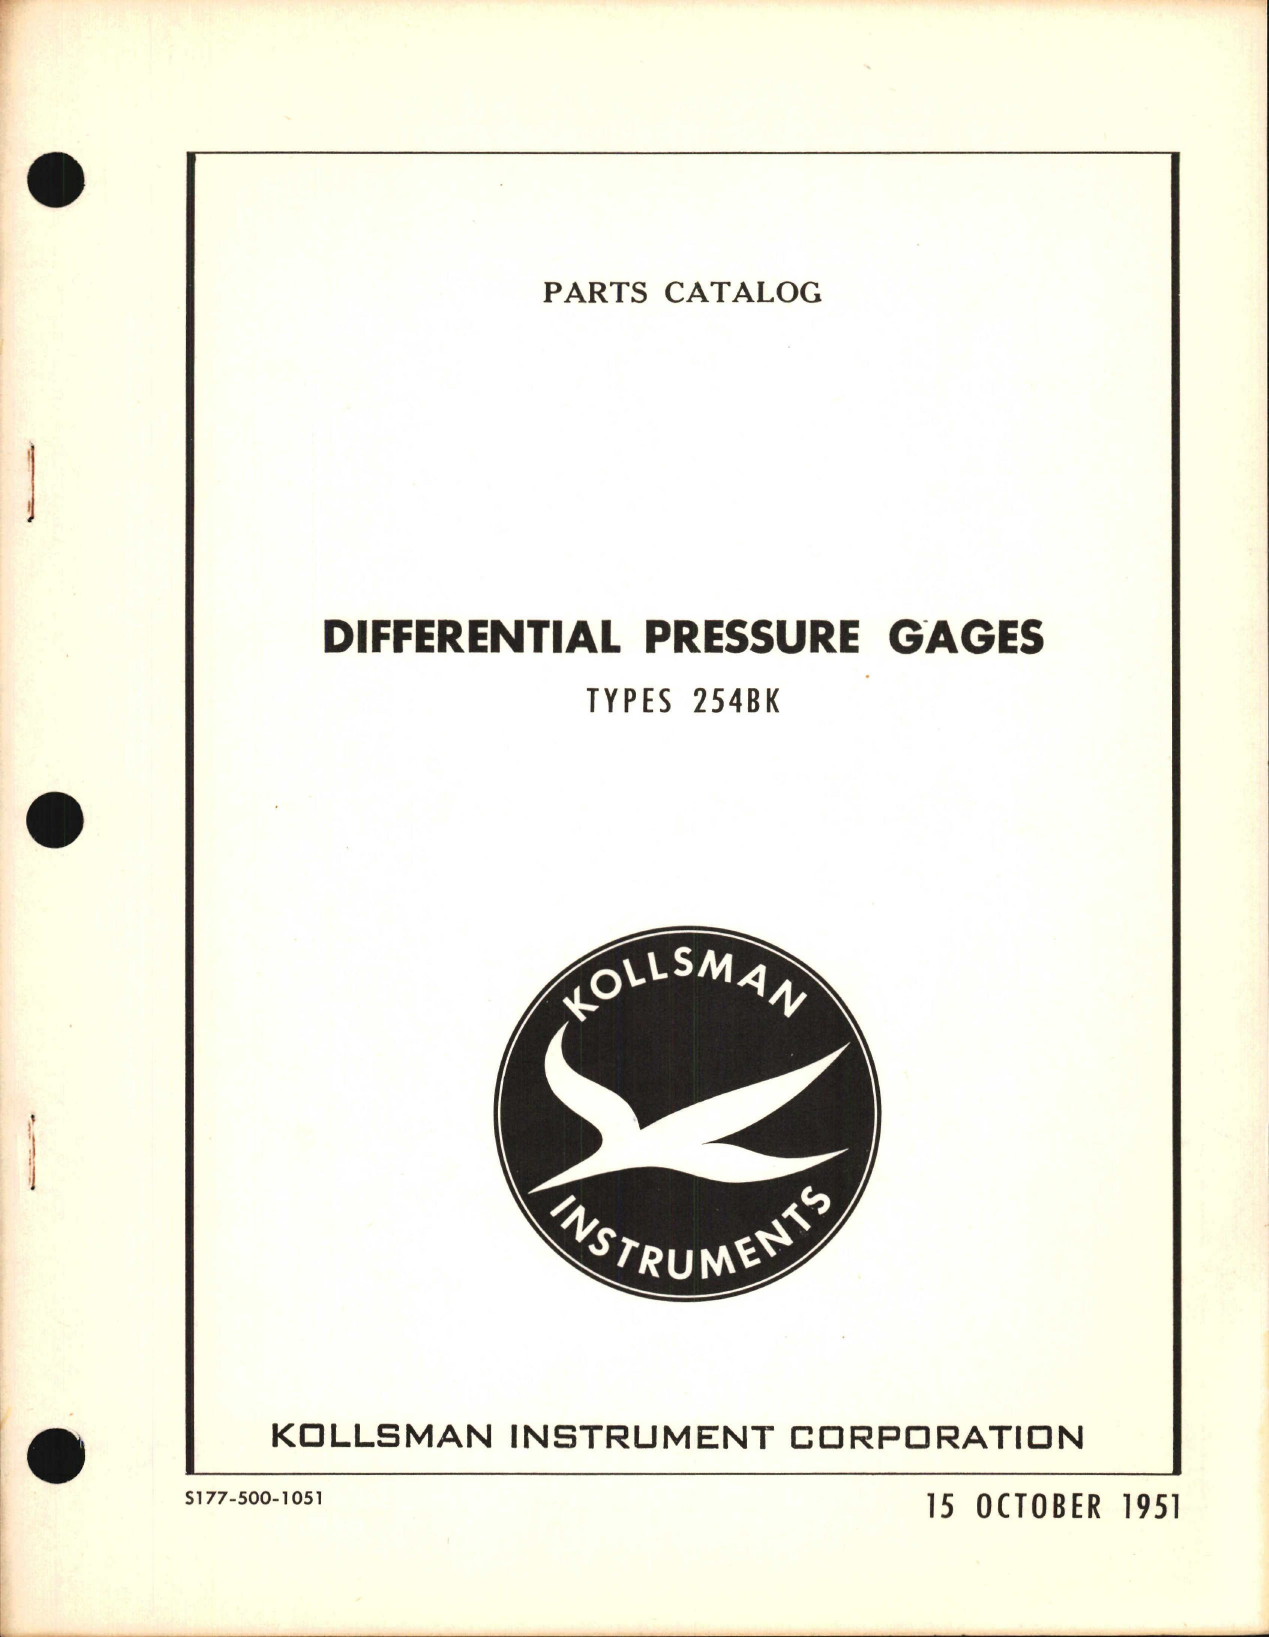 PARTS CATALOG
DIFFERENTIAL PRESSURE GAGES
TYPES 254BK
KOLLSMAN
INSTRUMENTS
KOLLSMAN INSTRUMENT CORPORATION
S177-500-1051
15 OCTOBER 1951